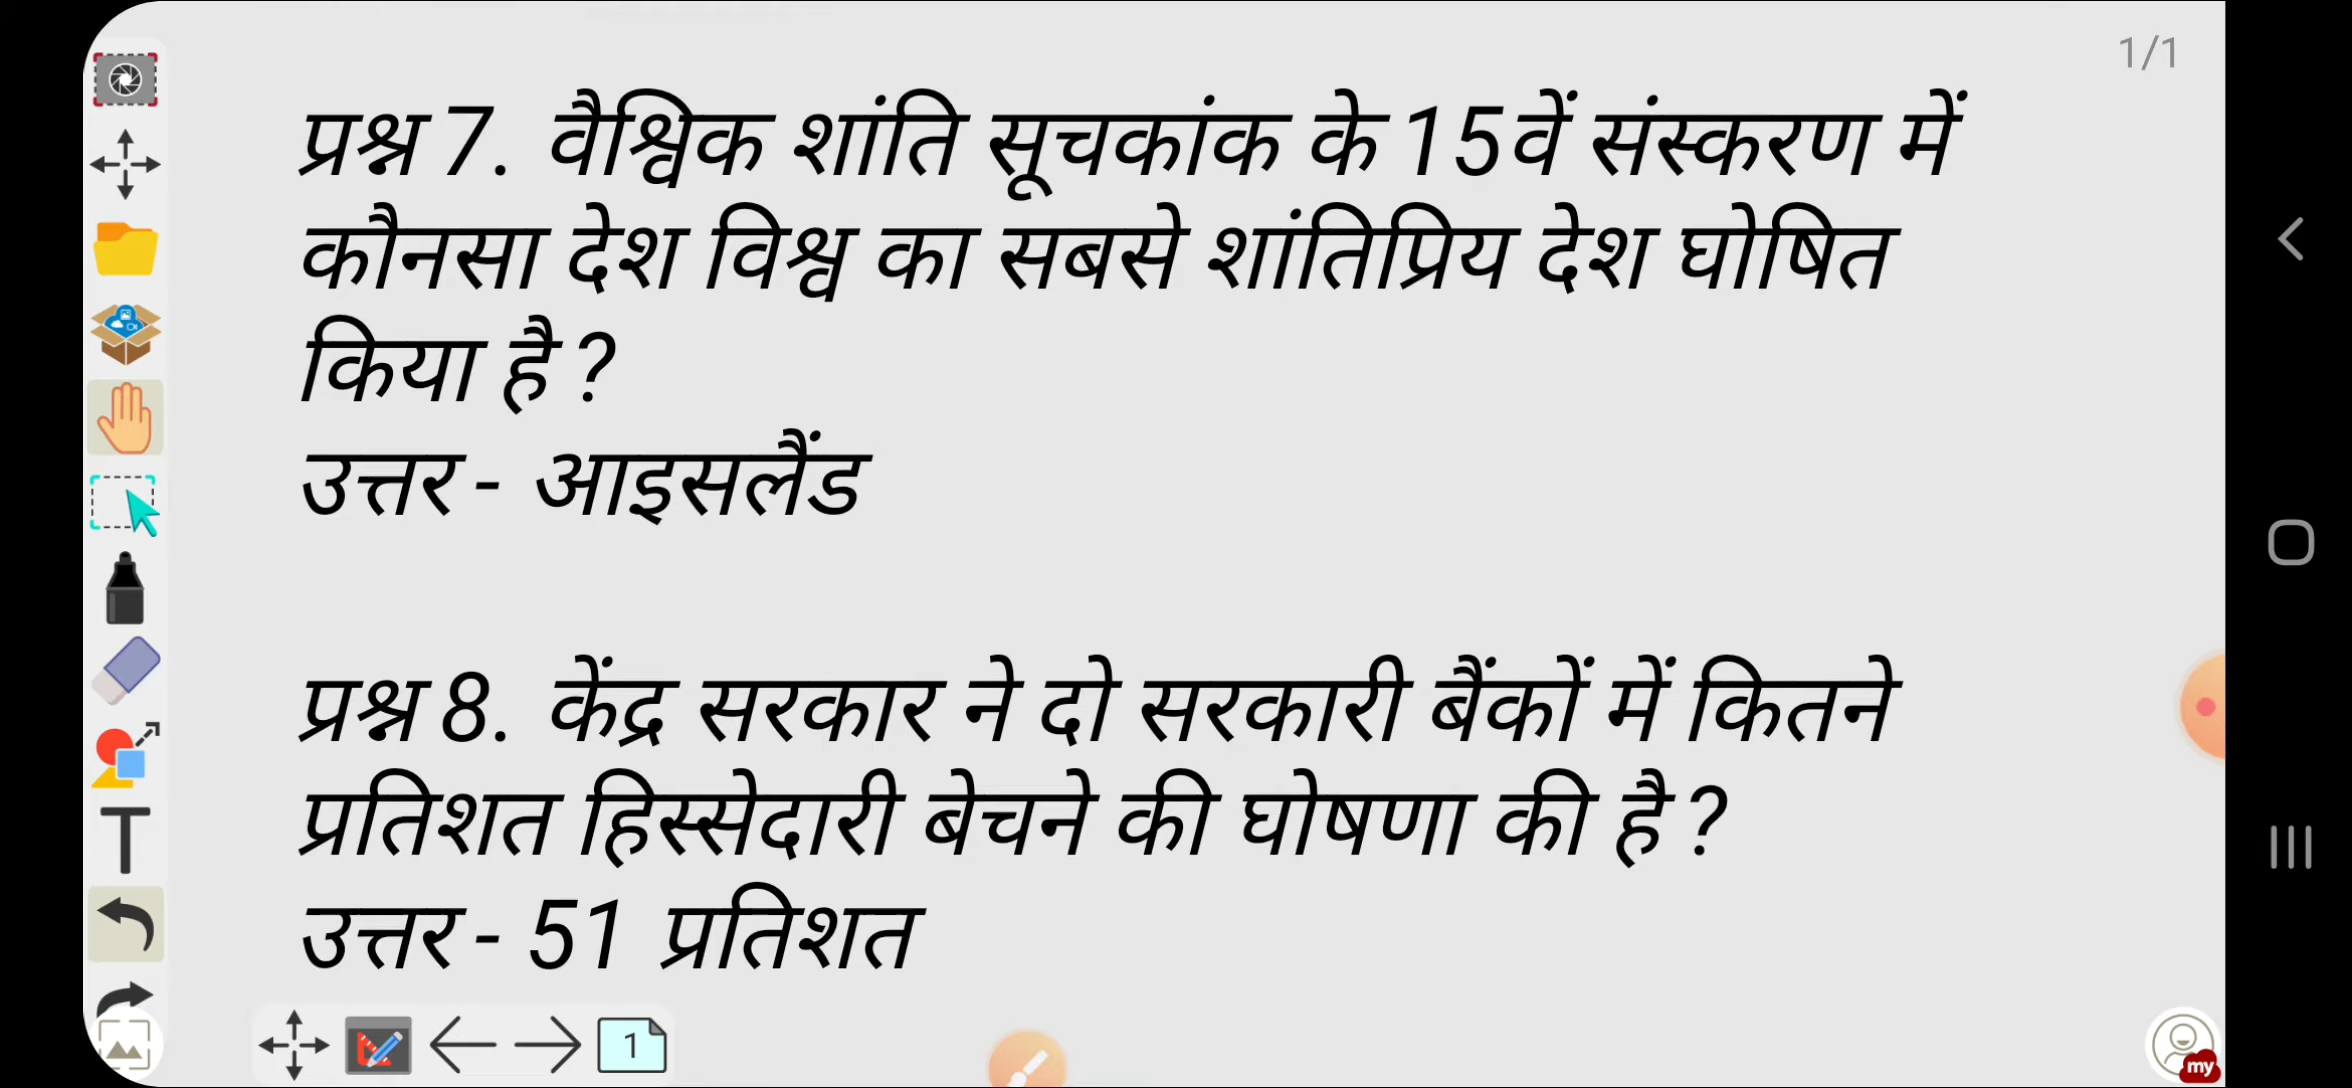 1/1
प्रश्न 7. वैश्विक शांति सूचकांक के 15वें संस्करण में
कौनसा देश विश्व का सबसे शांतिप्रिय देश घोषित
किया है ?
उत्तर - आइसलैंड
प्रश्न 8. केंद्र सरकार ने दो सरकारी बैंकों में कितने
प्रतिशत हिस्सेदारी बेचने की घोषणा की है ?
उत्तर - 51 प्रतिशत
T
1
my